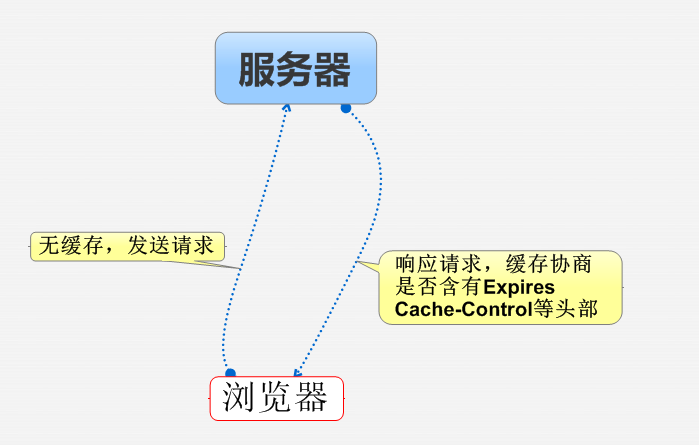 服务器
无缓存，发送请求
响应请求，缓存协商
是否含有Expires
Cache-Control等头部
浏览器